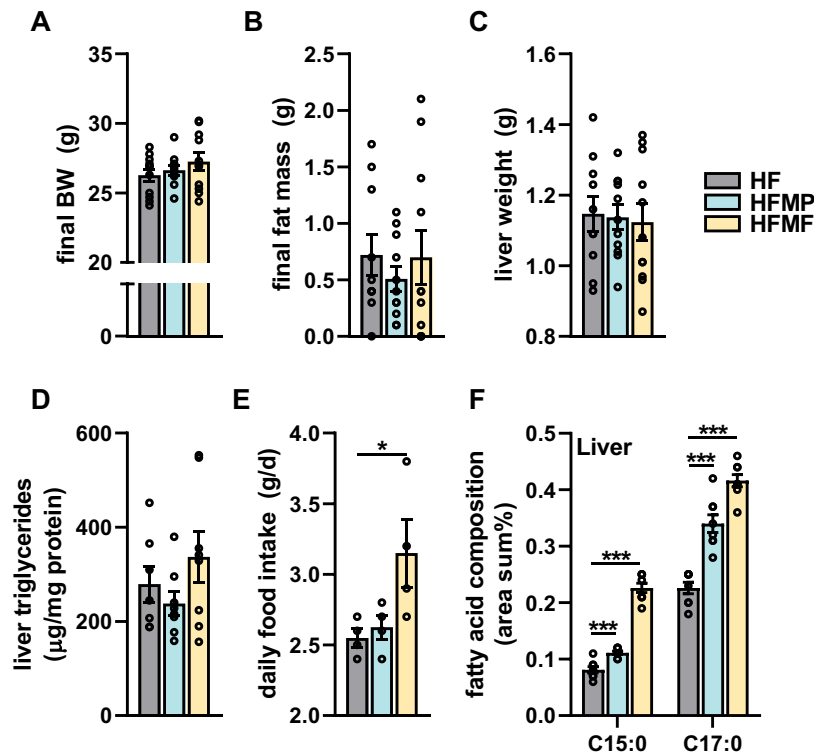 A
final BW (g)
35
30
25
20
0
B
final fat mass (g)
2.5
2.0
1.5
1.0
0.5
0.0
C
liver weight (g)
1.6
1.4
1.2
1.0
0.8
HF
HFMP
HFMF
D
liver triglycerides
(µg/mg protein)
600
400
200
0
E
daily food intake (g/d)
4.0
3.5
3.0
2.5
2.0
*
F
fatty acid composition
(area sum%)
0.5
0.4
0.3
0.2
0.1
0.0
Liver
***
***
***
***
C15:0 C17:0